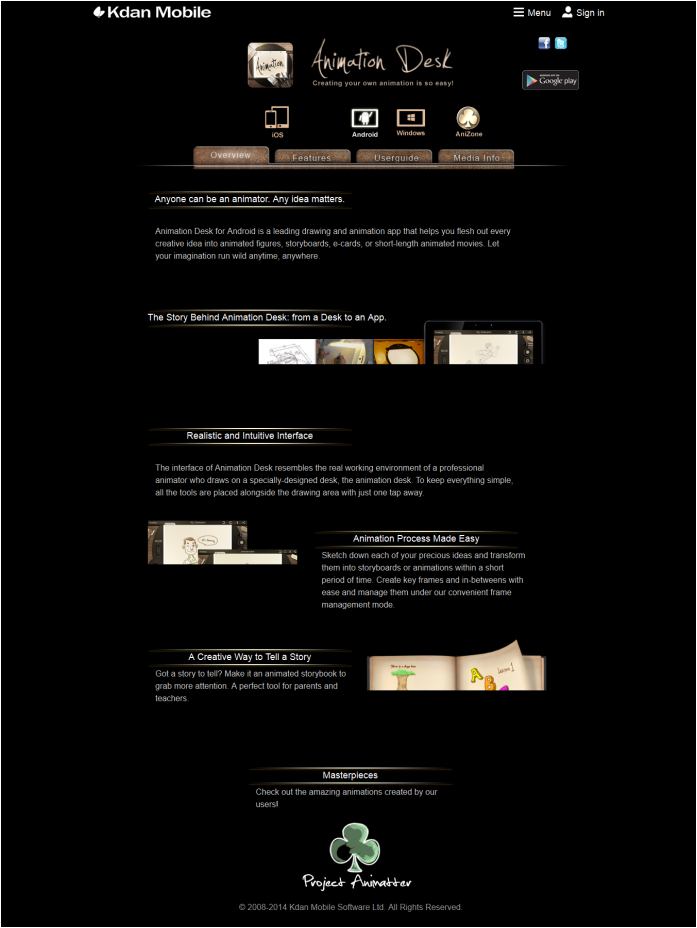 Kdan Mobile
Menu
Sign in
Animation
Animation Desk
Creating your own animation is so easy!
Google play
iOS
Android
Windows
AniZone
Overview
Features
Userguide
Media Info
Anyone can be an animator. Any idea matters.
Animation Desk for Android is a leading drawing and animation app that helps you flesh out every
creative idea into animated figures, storyboards, e-cards, or short-length animated movies. Let
your imagination run wild anytime, anywhere.
The Story Behind Animation Desk: from a Desk to an App.
Realistic and Intuitive Interface
The interface of Animation Desk resembles the real working environment of a professional
animator who draws on a specially-designed desk, the animation desk. To keep everything simple,
all the tools are placed alongside the drawing area with just one tap away.
Animation Process Made Easy
Sketch down each of your precious ideas and transform
them into storyboards or animations within a short
period of time. Create key frames and in-betweens with
ease and manage them under our convenient frame
management mode.
A Creative Way to Tell a Story
Got a story to tell? Make it an animated storybook to
grab more attention. A perfect tool for parents and
teachers.
Lesson 1
A B C
Masterpieces
Check out the amazing animations created by our
users!
Project Animatter
© 2008-2014 Kdan Mobile Software Ltd. All Rights Reserved.